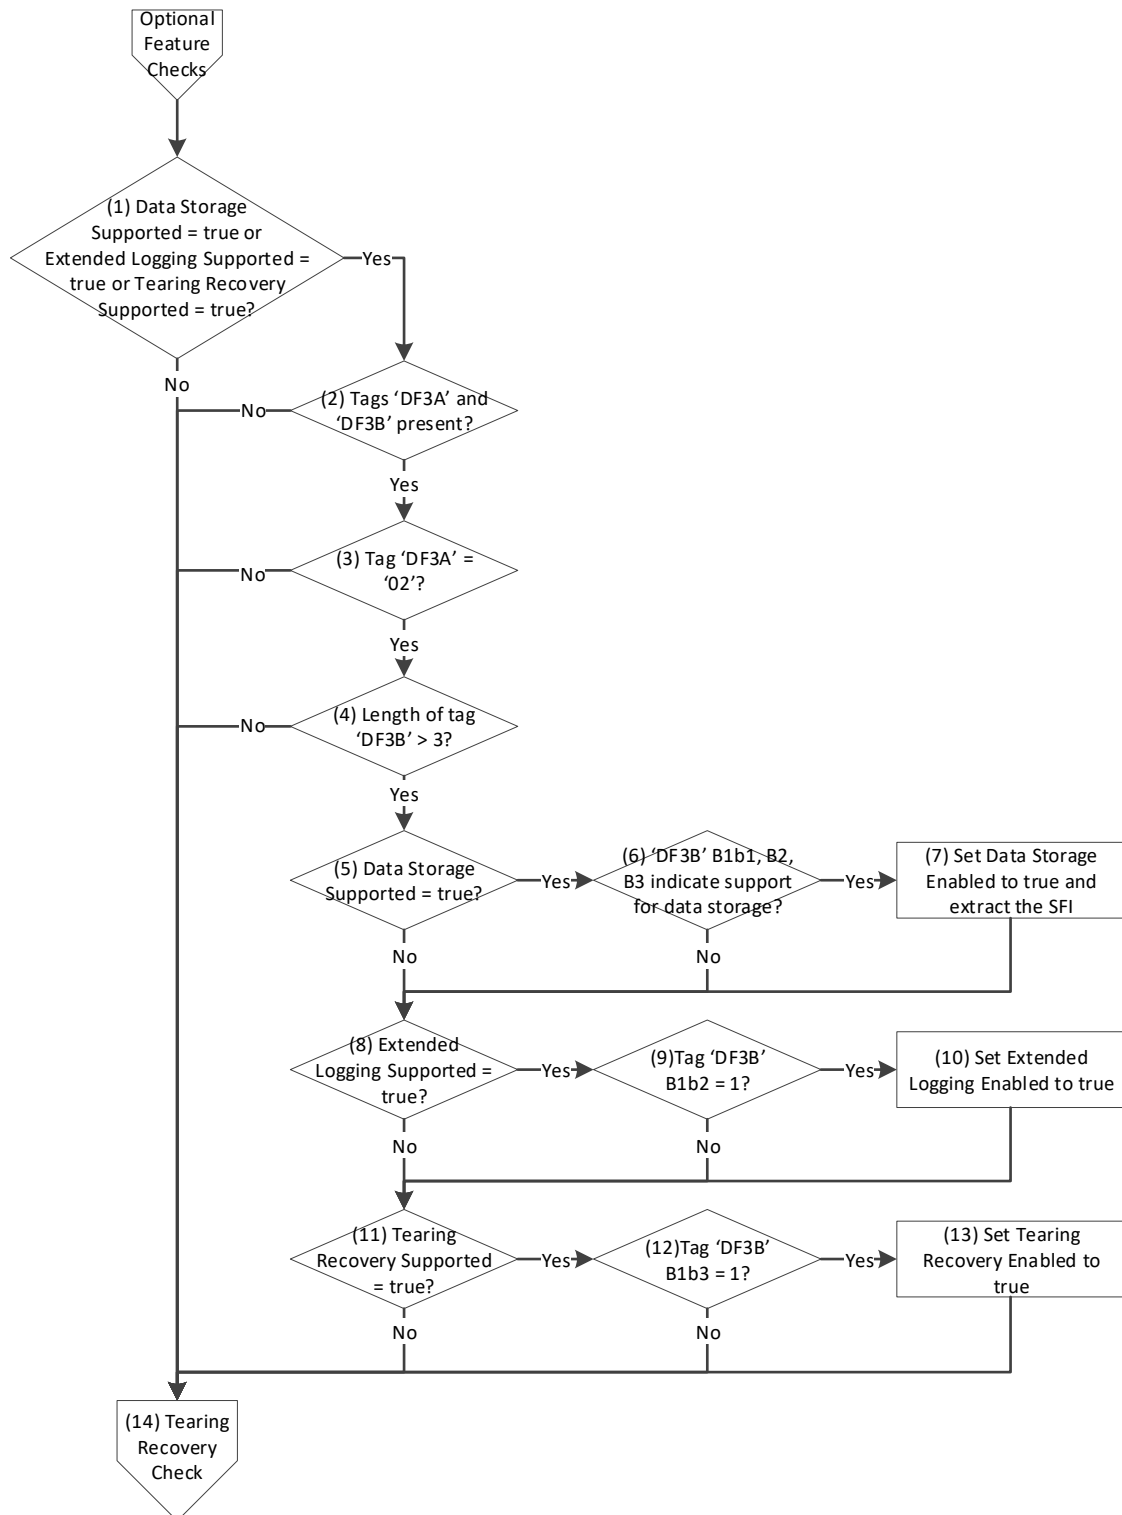 Optional
Feature
Checks
(1) Data Storage
Supported = true or
Extended Logging Supported =
true or Tearing Recovery
Supported = true?
Yes
No
(2) Tags ‘DF3A’ and
‘DF3B’ present?
No
Yes
(3) Tag ‘DF3A’ =
‘02’?
No
Yes
(4) Length of tag
‘DF3B’ > 3?
No
Yes
(5) Data Storage
Supported = true?
Yes
(6) ‘DF3B’ B1b1, B2,
B3 indicate support
for data storage?
Yes
(7) Set Data Storage
Enabled to true and
extract the SFI
No
No
(8) Extended
Logging Supported =
true?
Yes
(9)Tag ‘DF3B’
B1b2 = 1?
Yes
(10) Set Extended
Logging Enabled to true
No
No
(11) Tearing
Recovery Supported
= true?
Yes
(12)Tag ‘DF3B’
B1b3 = 1?
Yes
(13) Set Tearing
Recovery Enabled to
true
No
No
(14) Tearing
Recovery
Check